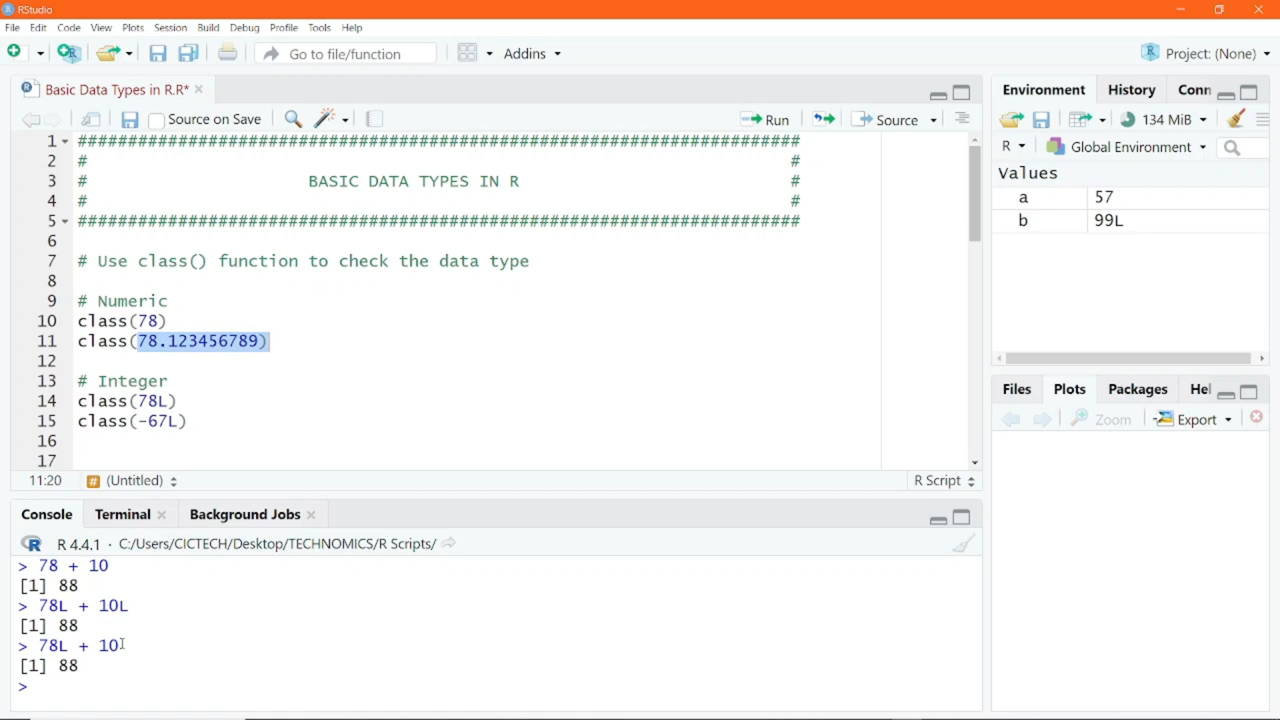 RStudio
File Edit Code View Plots Session Build Debug Profile Tools Help
Go to file/function Addins Project: (None)
Basic Data Types in R.R*
Source on Save Run Source
1 ########################################################################
2 # #
3 # BASIC DATA TYPES IN R #
4 # #
5 ########################################################################
6
7 # Use class() function to check the data type
8
9 # Numeric
10 class(78)
11 class(78.123456789)
12
13 # Integer
14 class(78L)
15 class(-67L)
16
17
11:20 (Untitled) R Script
Console Terminal Background Jobs
R 4.4.1 · C:/Users/CICTECH/Desktop/TECHNOMICS/R Scripts/
> 78 + 10
[1] 88
> 78L + 10L
[1] 88
> 78L + 10
[1] 88
>
Environment History Conn
134 MiB
R Global Environment
Values
a 57
b 99L
Files Plots Packages Hel
Zoom Export